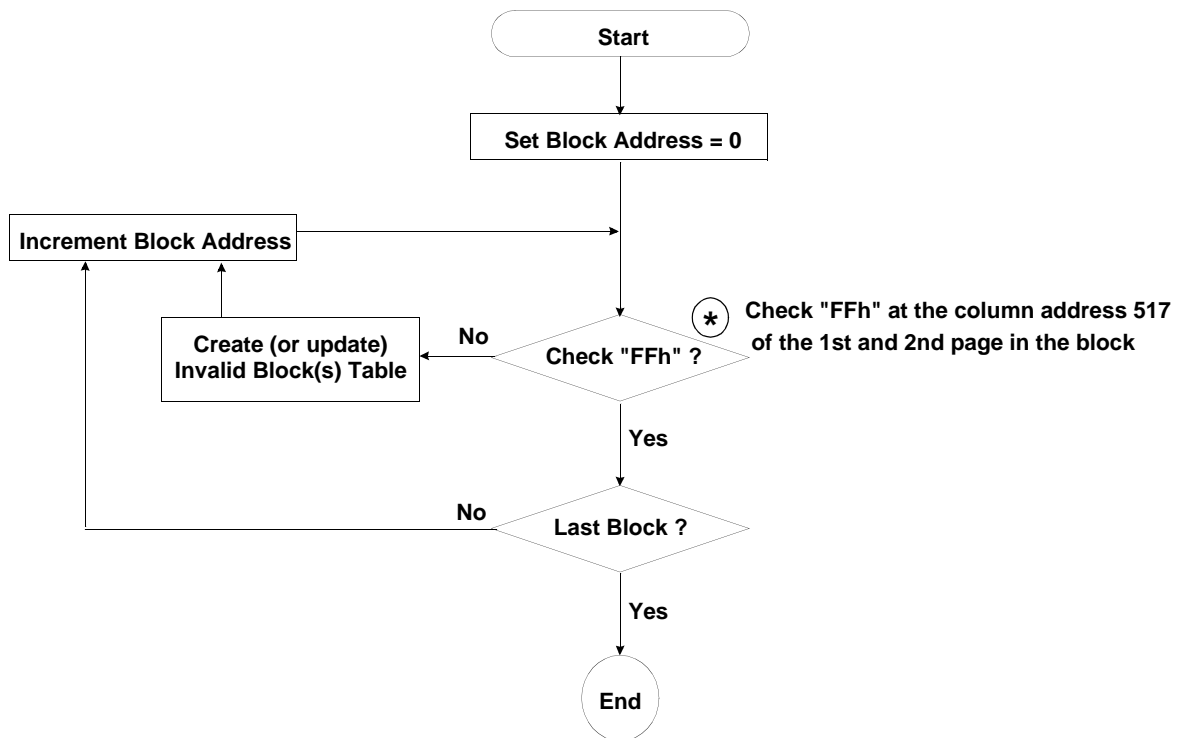 Start
Set Block Address = 0
Increment Block Address
* Check "FFh" at the column address 517
of the 1st and 2nd page in the block
No
Check "FFh" ?
Create (or update)
Invalid Block(s) Table
Yes
No
Last Block ?
Yes
End